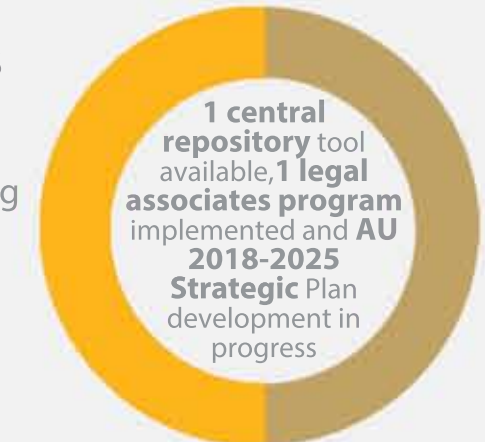 g
1 central
repository tool
available,1 legal
associates program
implemented and AU
2018-2025
Strategic Plan
development in
progress